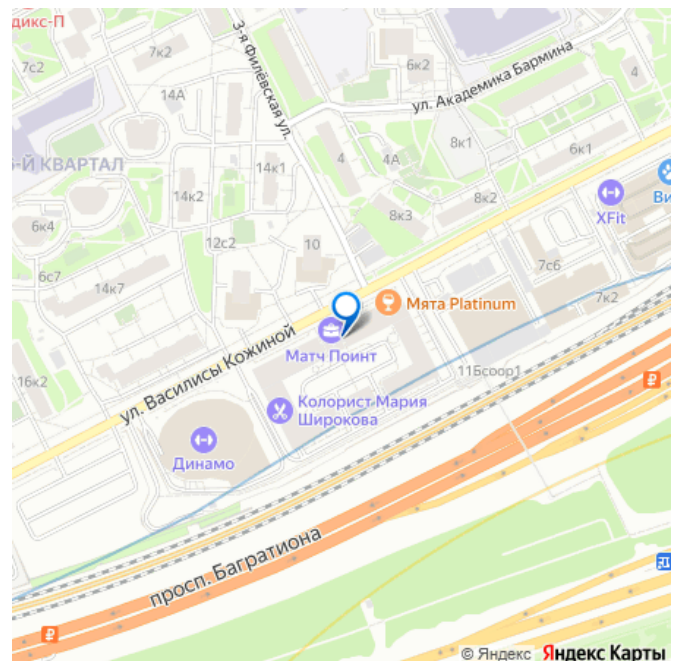 дикс-П
7с2
7к2
14А
3-я Филёвская ул.
6к2
ул. Академика Бармина
4
-Й КВАРТАЛ
14к1
4
4А
8к1
6к1
14к2
8к2
XFit
Ви
6к4
12с2
10
8к3
7с6
6с7
14к7
Мята Platinum
7к2
Матч Поинт
16к2
ул. Василисы Кожиной
11Бсоор1
Колорист Мария
Широкова
Динамо
просп. Багратиона
© Яндекс Яндекс Карты